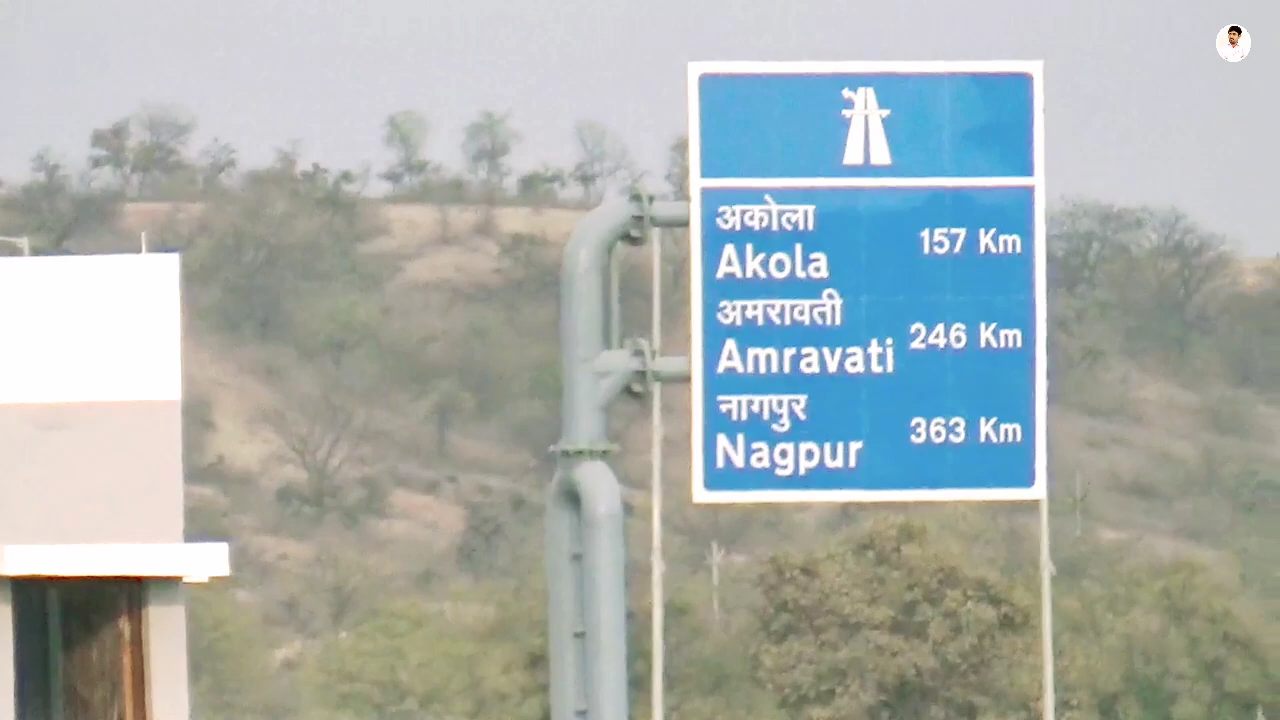 अकोला
Akola
157 Km
अमरावती
Amravati
246 Km
नागपुर
Nagpur
363 Km